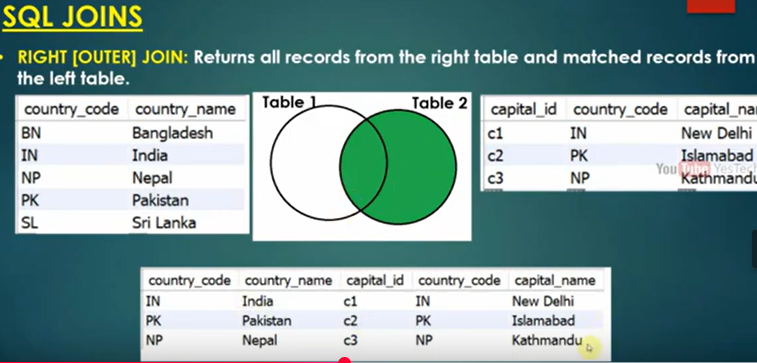 SQL JOINS
• RIGHT [OUTER] JOIN: Returns all records from the right table and matched records from
the left table.
country_code country_name
BN Bangladesh
IN India
NP Nepal
PK Pakistan
SL Sri Lanka
Table 1 Table 2
capital_id country_code capital_na
c1 IN New Delhi
c2 PK Islamabad
c3 NP Kathmandu
YouTube YesTech
country_code country_name capital_id country_code capital_name
IN India c1 IN New Delhi
PK Pakistan c2 PK Islamabad
NP Nepal c3 NP Kathmandu